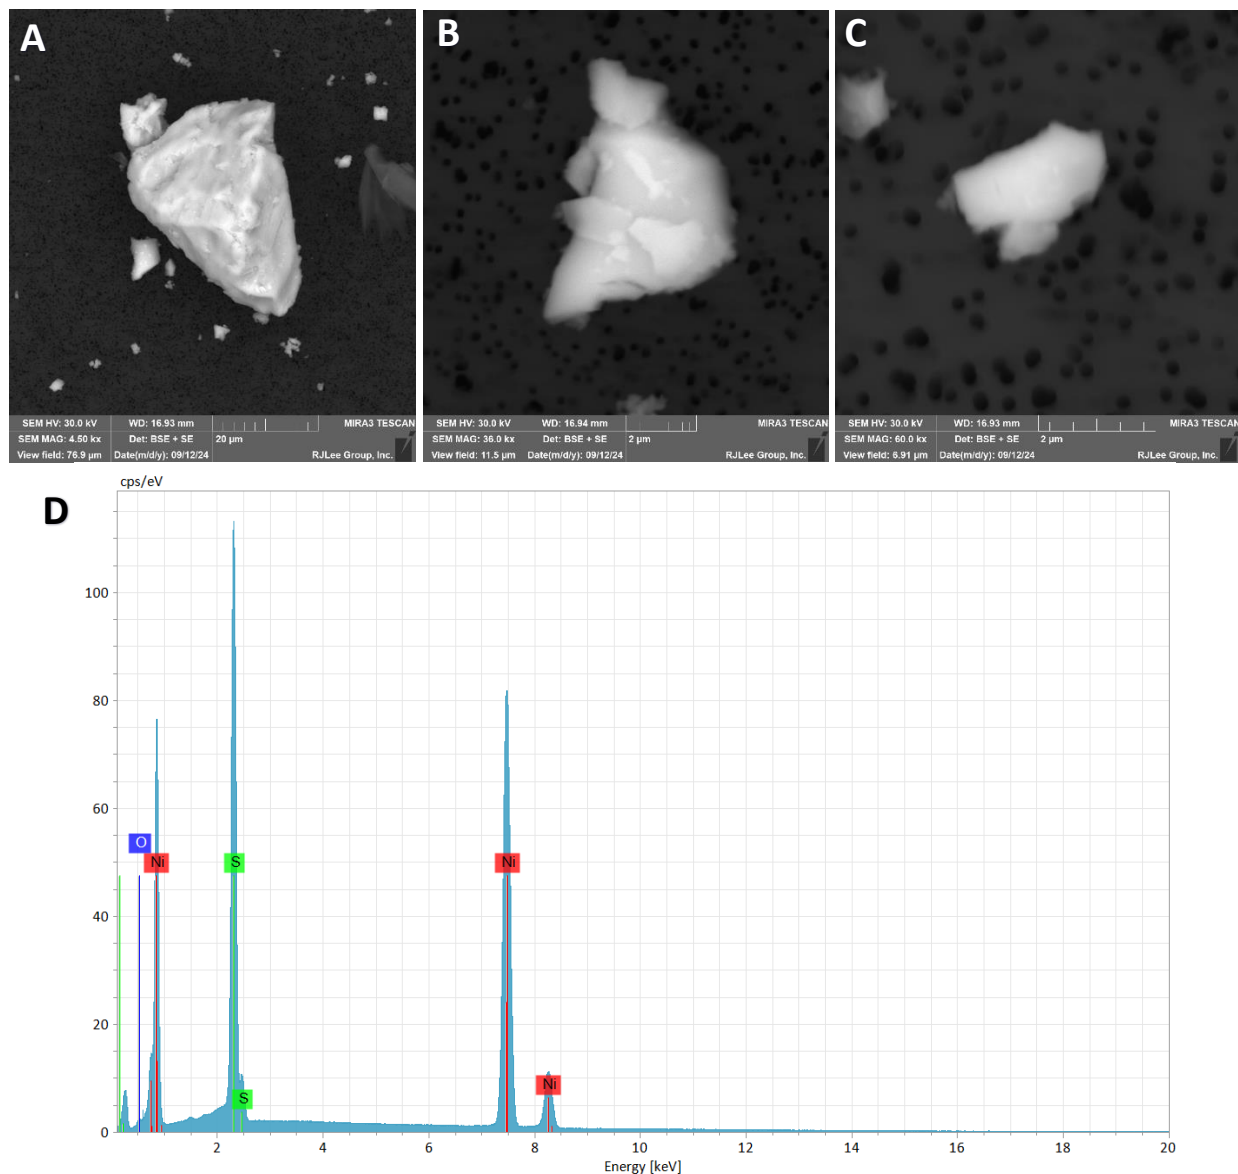 A
B
C
SEM HV: 30.0 kV WD: 16.93 mm MIRA3 TESCAN
SEM MAG: 4.50 kx Det: BSE + SE 20 µm
View field: 76.9 µm Date(m/d/y): 09/12/24 RJLee Group, Inc.
SEM HV: 30.0 kV WD: 16.94 mm MIRA3 TESCAN
SEM MAG: 36.0 kx Det: BSE + SE 2 µm
View field: 11.5 µm Date(m/d/y): 09/12/24 RJLee Group, Inc.
SEM HV: 30.0 kV WD: 16.93 mm MIRA3 TESCAN
SEM MAG: 60.0 kx Det: BSE + SE 2 µm
View field: 6.91 µm Date(m/d/y): 09/12/24 RJLee Group, Inc.
D
cps/eV
100
80
60
O
Ni S Ni
40
20
Ni
S
0
2 4 6 8 10 12 14 16 18 20
Energy [keV]